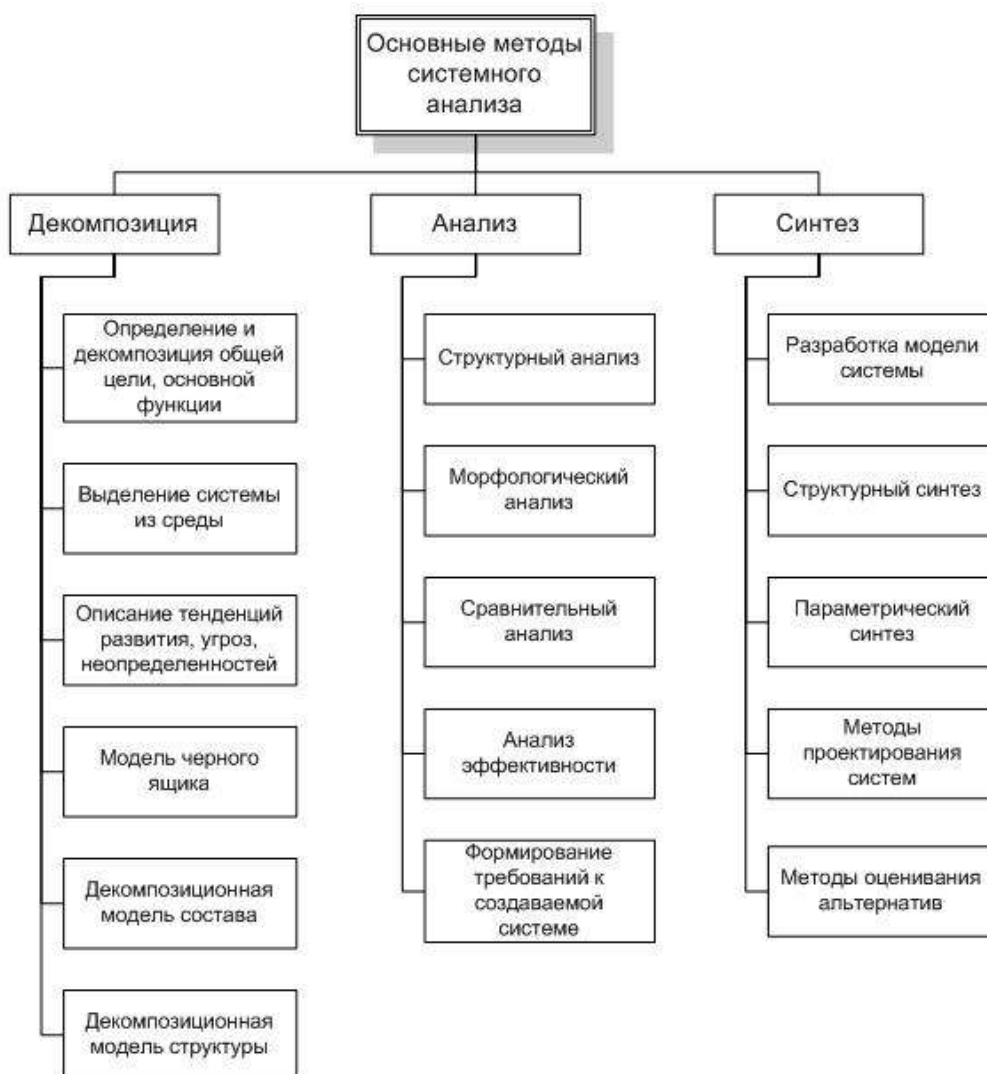 Основные методы
системного
анализа
Декомпозиция
Анализ
Синтез
Определение и
декомпозиция общей
цели, основной
функции
Выделение системы
из среды
Описание тенденций
развития, угроз,
неопределенностей
Модель черного
ящика
Декомпозиционная
модель состава
Декомпозиционная
модель структуры
Структурный анализ
Морфологический
анализ
Сравнительный
анализ
Анализ
эффективности
Формирование
требований к
создаваемой
системе
Разработка модели
системы
Структурный синтез
Параметрический
синтез
Методы
проектирования
систем
Методы оценивания
альтернатив